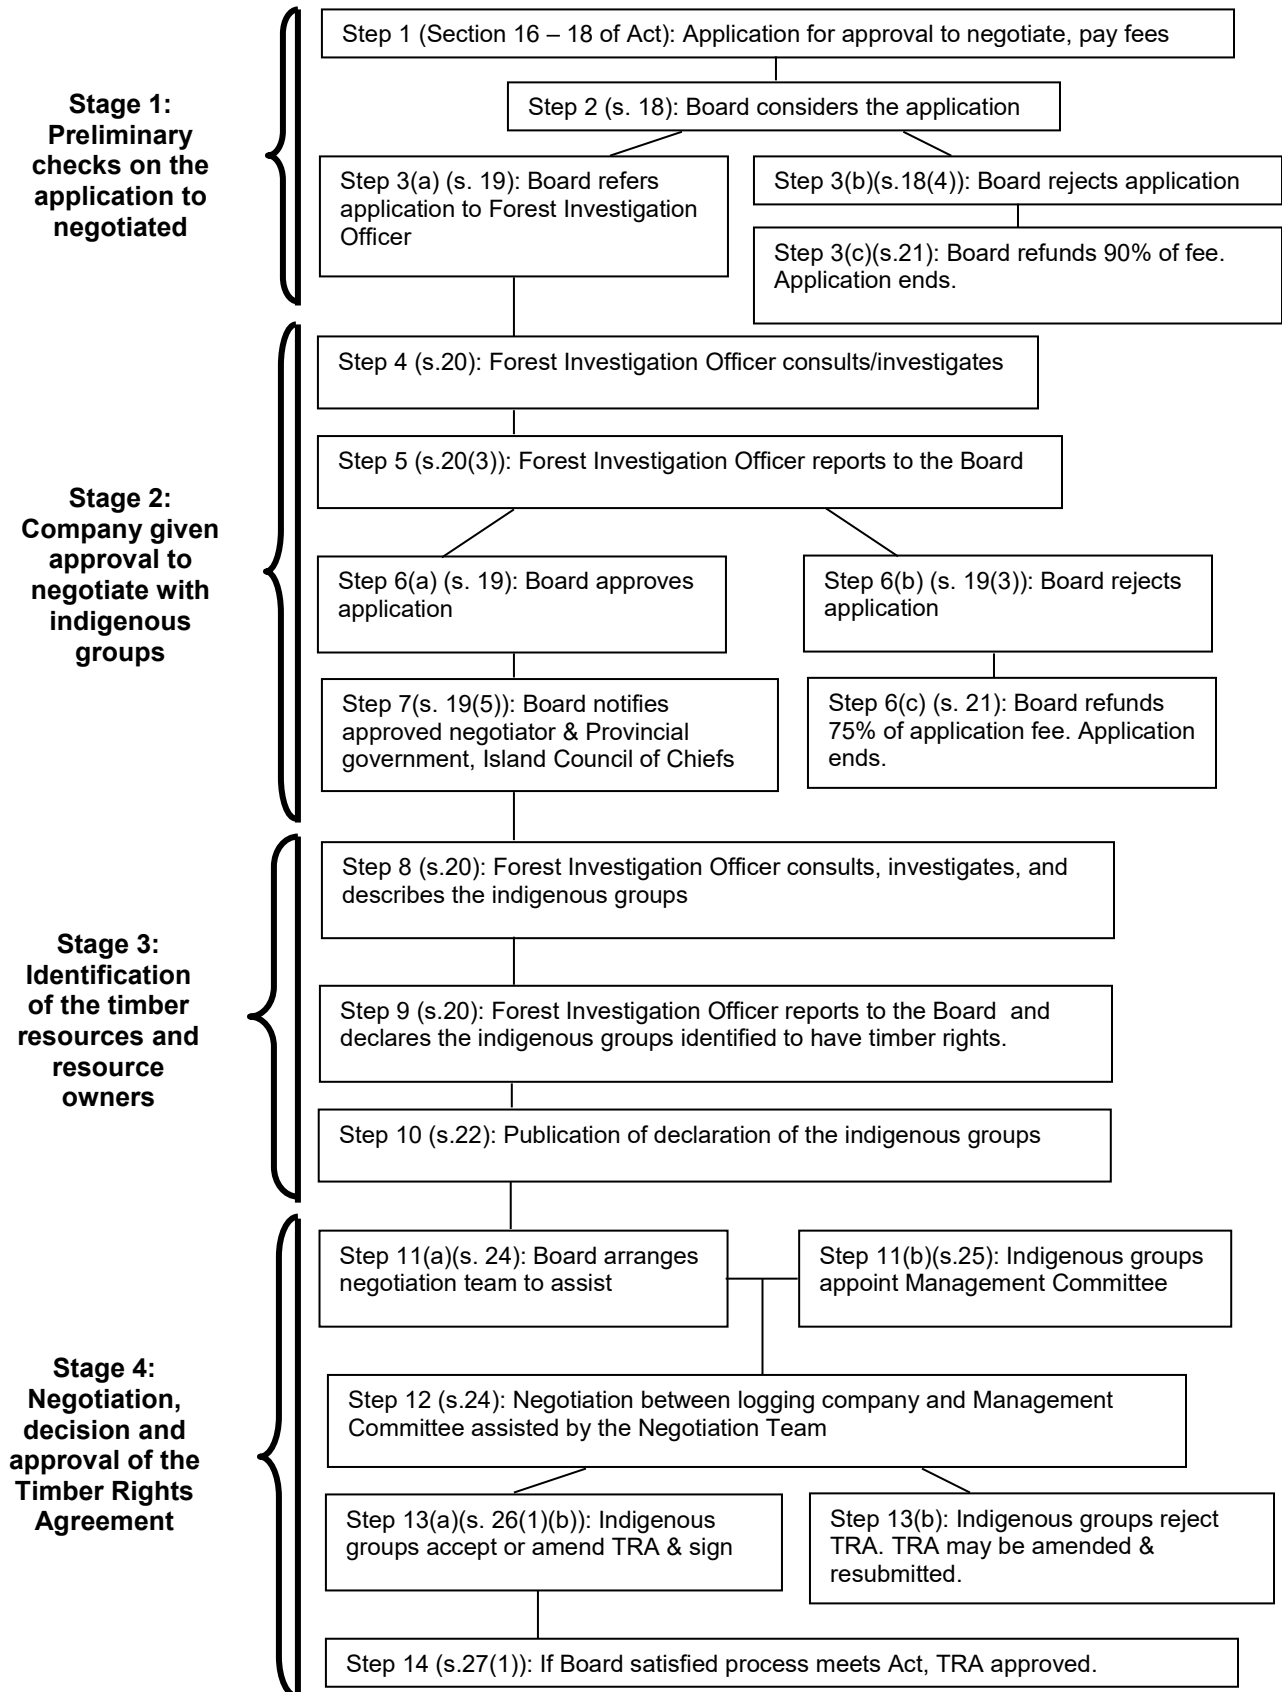 Stage 1:
Preliminary
checks on the
application to
negotiated
Step 1 (Section 16 – 18 of Act): Application for approval to negotiate, pay fees
Step 2 (s. 18): Board considers the application
Step 3(a) (s. 19): Board refers
application to Forest Investigation
Officer
Step 3(b)(s.18(4)): Board rejects application
Step 3(c)(s.21): Board refunds 90% of fee.
Application ends.
Stage 2:
Company given
approval to
negotiate with
indigenous
groups
Step 4 (s.20): Forest Investigation Officer consults/investigates
Step 5 (s.20(3)): Forest Investigation Officer reports to the Board
Step 6(a) (s. 19): Board approves
application
Step 6(b) (s. 19(3)): Board rejects
application
Step 7(s. 19(5)): Board notifies
approved negotiator & Provincial
government, Island Council of Chiefs
Step 6(c) (s. 21): Board refunds
75% of application fee. Application
ends.
Stage 3:
Identification
of the timber
resources and
resource
owners
Step 8 (s.20): Forest Investigation Officer consults, investigates, and
describes the indigenous groups
Step 9 (s.20): Forest Investigation Officer reports to the Board  and
declares the indigenous groups identified to have timber rights.
Step 10 (s.22): Publication of declaration of the indigenous groups
Stage 4:
Negotiation,
decision and
approval of the
Timber Rights
Agreement
Step 11(a)(s. 24): Board arranges
negotiation team to assist
Step 11(b)(s.25): Indigenous groups
appoint Management Committee
Step 12 (s.24): Negotiation between logging company and Management
Committee assisted by the Negotiation Team
Step 13(a)(s. 26(1)(b)): Indigenous
groups accept or amend TRA & sign
Step 13(b): Indigenous groups reject
TRA. TRA may be amended &
resubmitted.
Step 14 (s.27(1)): If Board satisfied process meets Act, TRA approved.